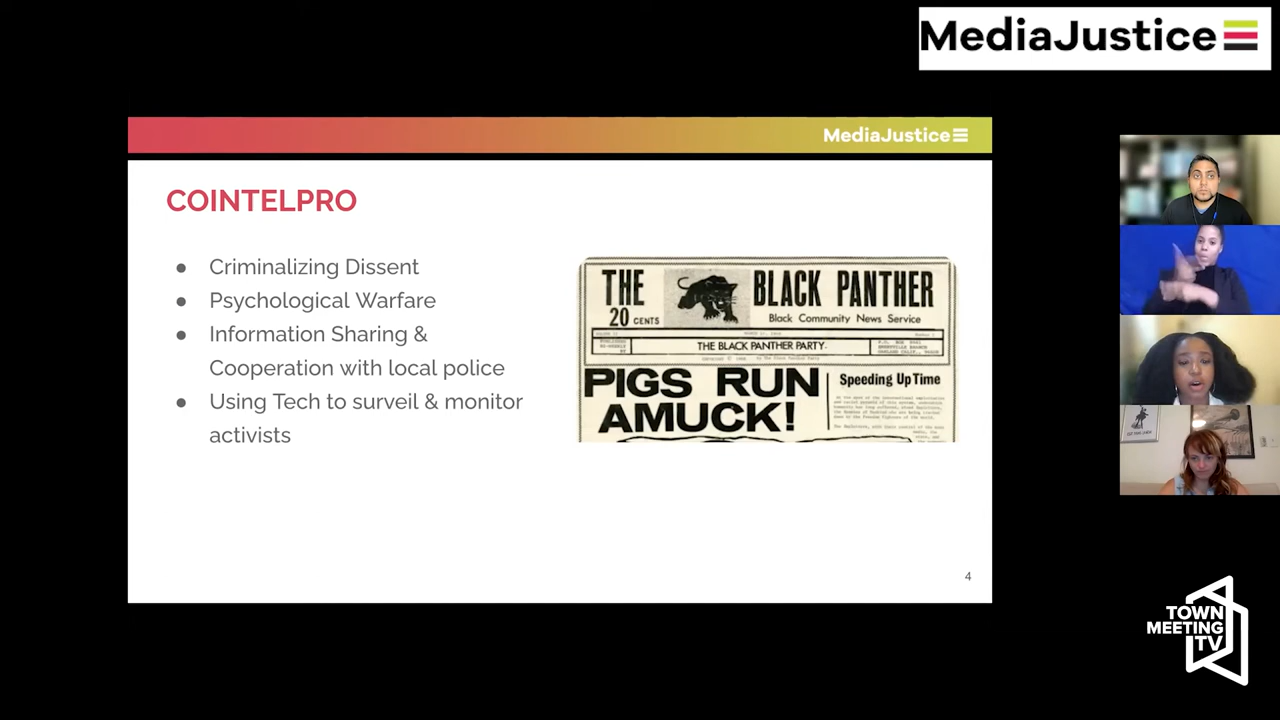 MediaJustice
MediaJustice
COINTELPRO
● Criminalizing Dissent
● Psychological Warfare
● Information Sharing &
Cooperation with local police
● Using Tech to surveil & monitor
activists
THE BLACK PANTHER
20 CENTS
Black Community News Service
THE BLACK PANTHER PARTY
PIGS RUN
AMUCK!
Speeding Up Time
4
TOWN
MEETING
TV